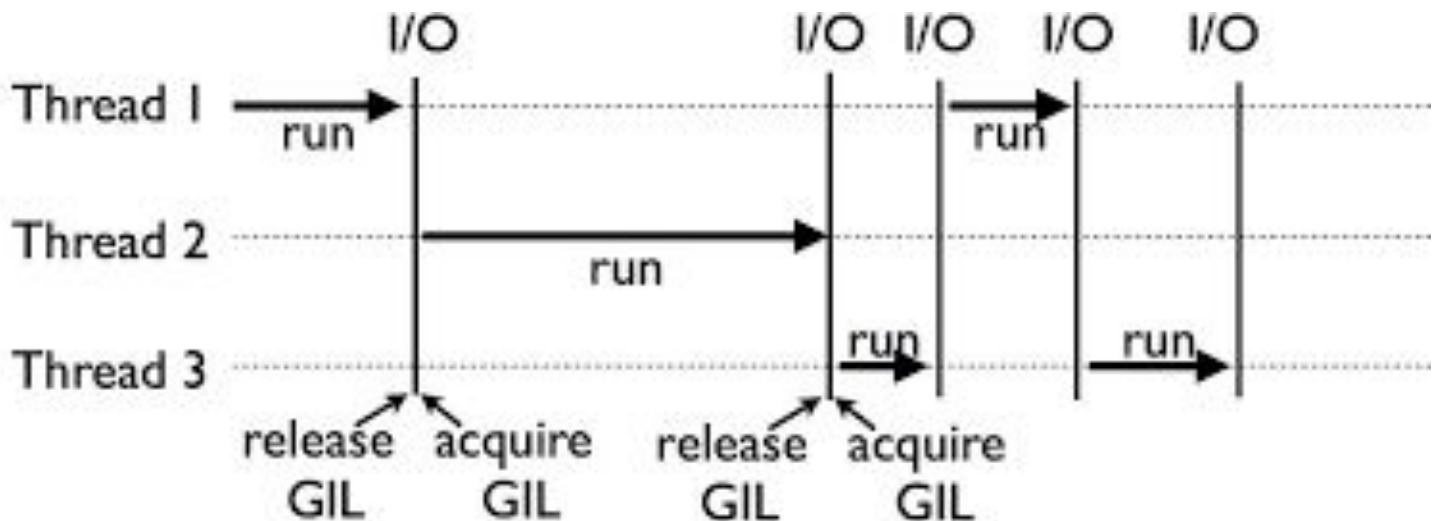 I/O I/O I/O I/O I/O
Thread 1
run run
Thread 2
run
Thread 3
run run
release acquire release acquire
GIL GIL GIL GIL